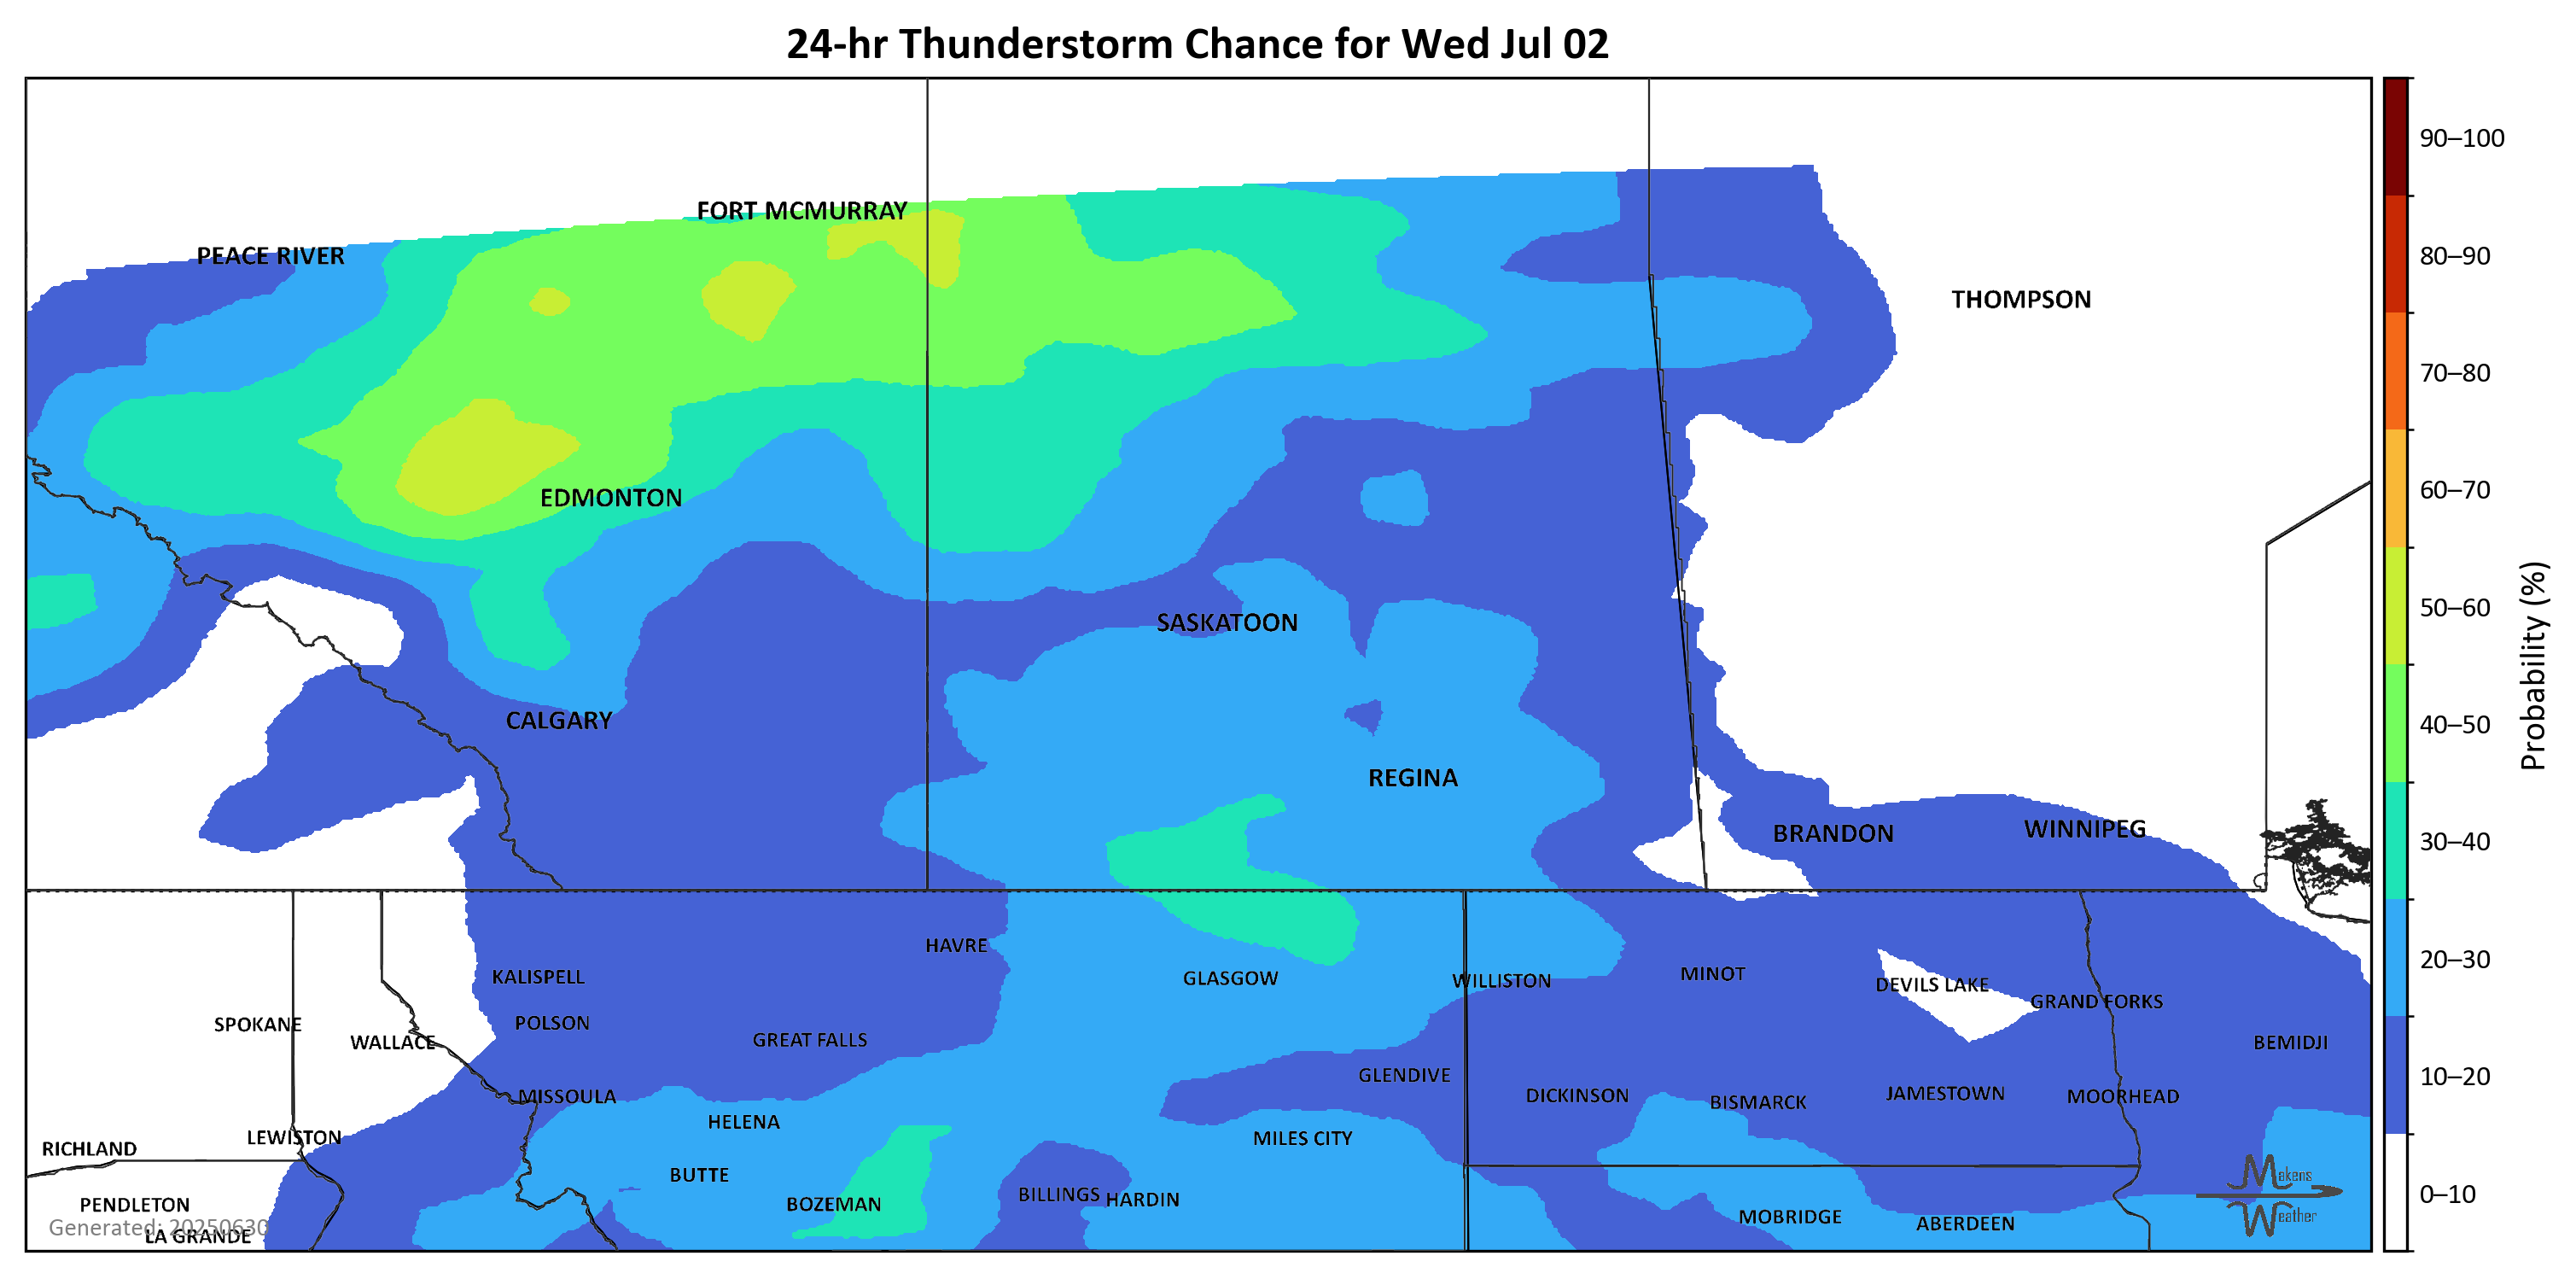 24-hr Thunderstorm Chance for Wed Jul 02
90–100
FORT MCMURRAY
PEACE RIVER
80–90
THOMPSON
70–80
60–70
EDMONTON
50–60
SASKATOON
Probability (%)
CALGARY
40–50
REGINA
WINNIPEG
BRANDON
30–40
HAVRE
20–30
MINOT
KALISPELL
GLASGOW
WILLISTON
DEVILS LAKE
GRAND FORKS
POLSON
SPOKANE
GREAT FALLS
WALLACE
BEMIDJI
GLENDIVE
10–20
MISSOULA
DICKINSON
BISMARCK
JAMESTOWN
MOORHEAD
HELENA
LEWISTON
MILES CITY
RICHLAND
BUTTE
Makens
Weather
BILLINGS
HARDIN
0–10
PENDLETON
BOZEMAN
MOBRIDGE
ABERDEEN
Generated: 20250630
LA GRANDE